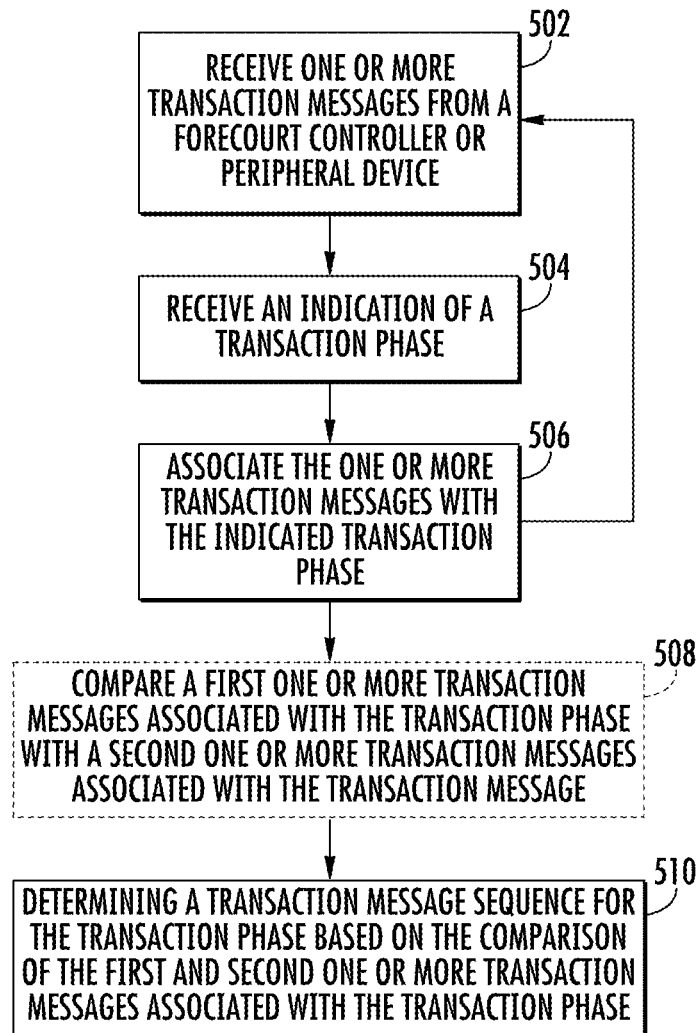 502
RECEIVE ONE OR MORE
TRANSACTION MESSAGES FROM A
FORECOURT CONTROLLER OR
PERIPHERAL DEVICE
504
RECEIVE AN INDICATION OF A
TRANSACTION PHASE
506
ASSOCIATE THE ONE OR MORE
TRANSACTION MESSAGES WITH
THE INDICATED TRANSACTION
PHASE
508
COMPARE A FIRST ONE OR MORE TRANSACTION
MESSAGES ASSOCIATED WITH THE TRANSACTION PHASE
WITH A SECOND ONE OR MORE TRANSACTION MESSAGES
ASSOCIATED WITH THE TRANSACTION MESSAGE
510
DETERMINING A TRANSACTION MESSAGE SEQUENCE FOR
THE TRANSACTION PHASE BASED ON THE COMPARISON
OF THE FIRST AND SECOND ONE OR MORE TRANSACTION
MESSAGES ASSOCIATED WITH THE TRANSACTION PHASE